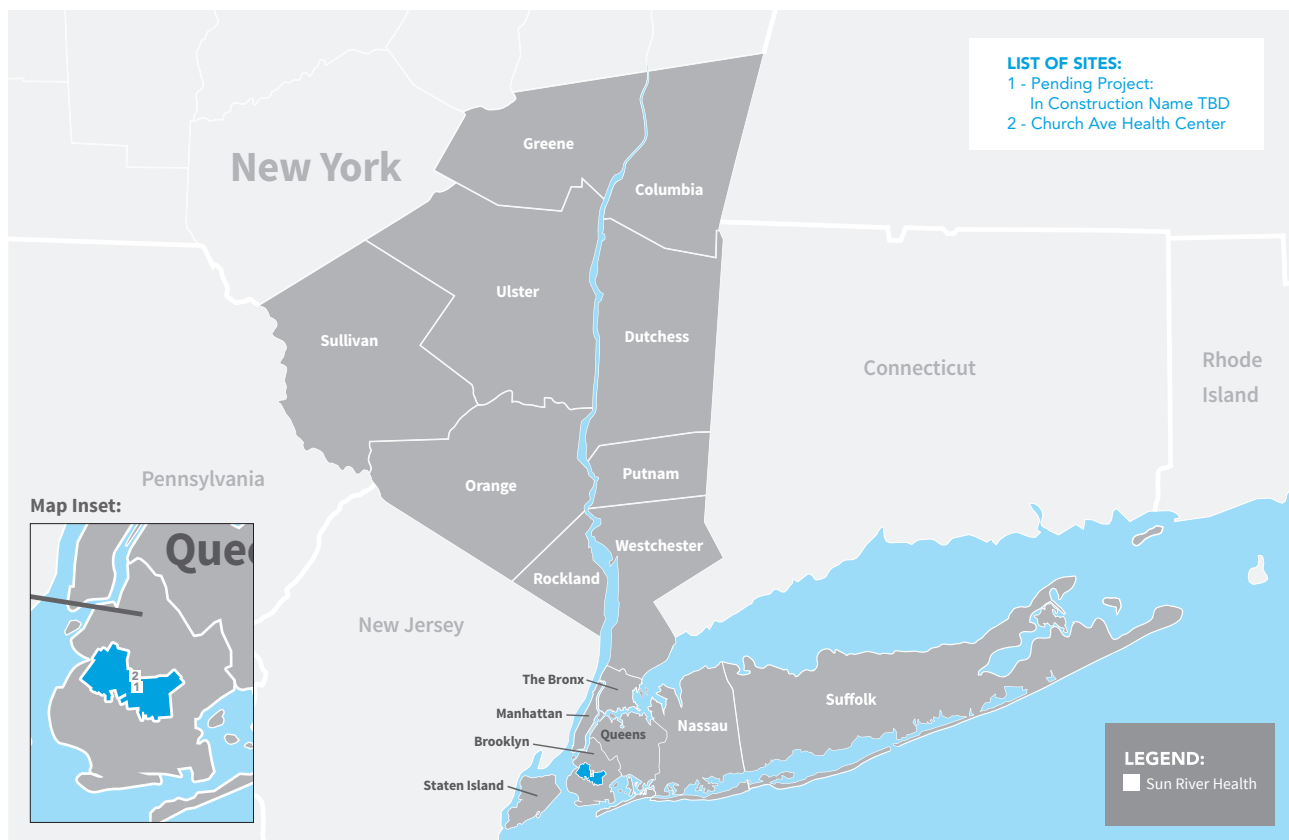 LIST OF SITES:
1 - Pending Project:
In Construction Name TBD
2 - Church Ave Health Center
New York
Greene
Columbia
Ulster
Sullivan
Dutchess
Connecticut
Rhode
Island
Pennsylvania
Orange
Putnam
Westchester
Rockland
New Jersey
Map Inset:
Que
2
1
The Bronx
Manhattan
Brooklyn
Staten Island
Queens
Nassau
Suffolk
LEGEND:
Sun River Health